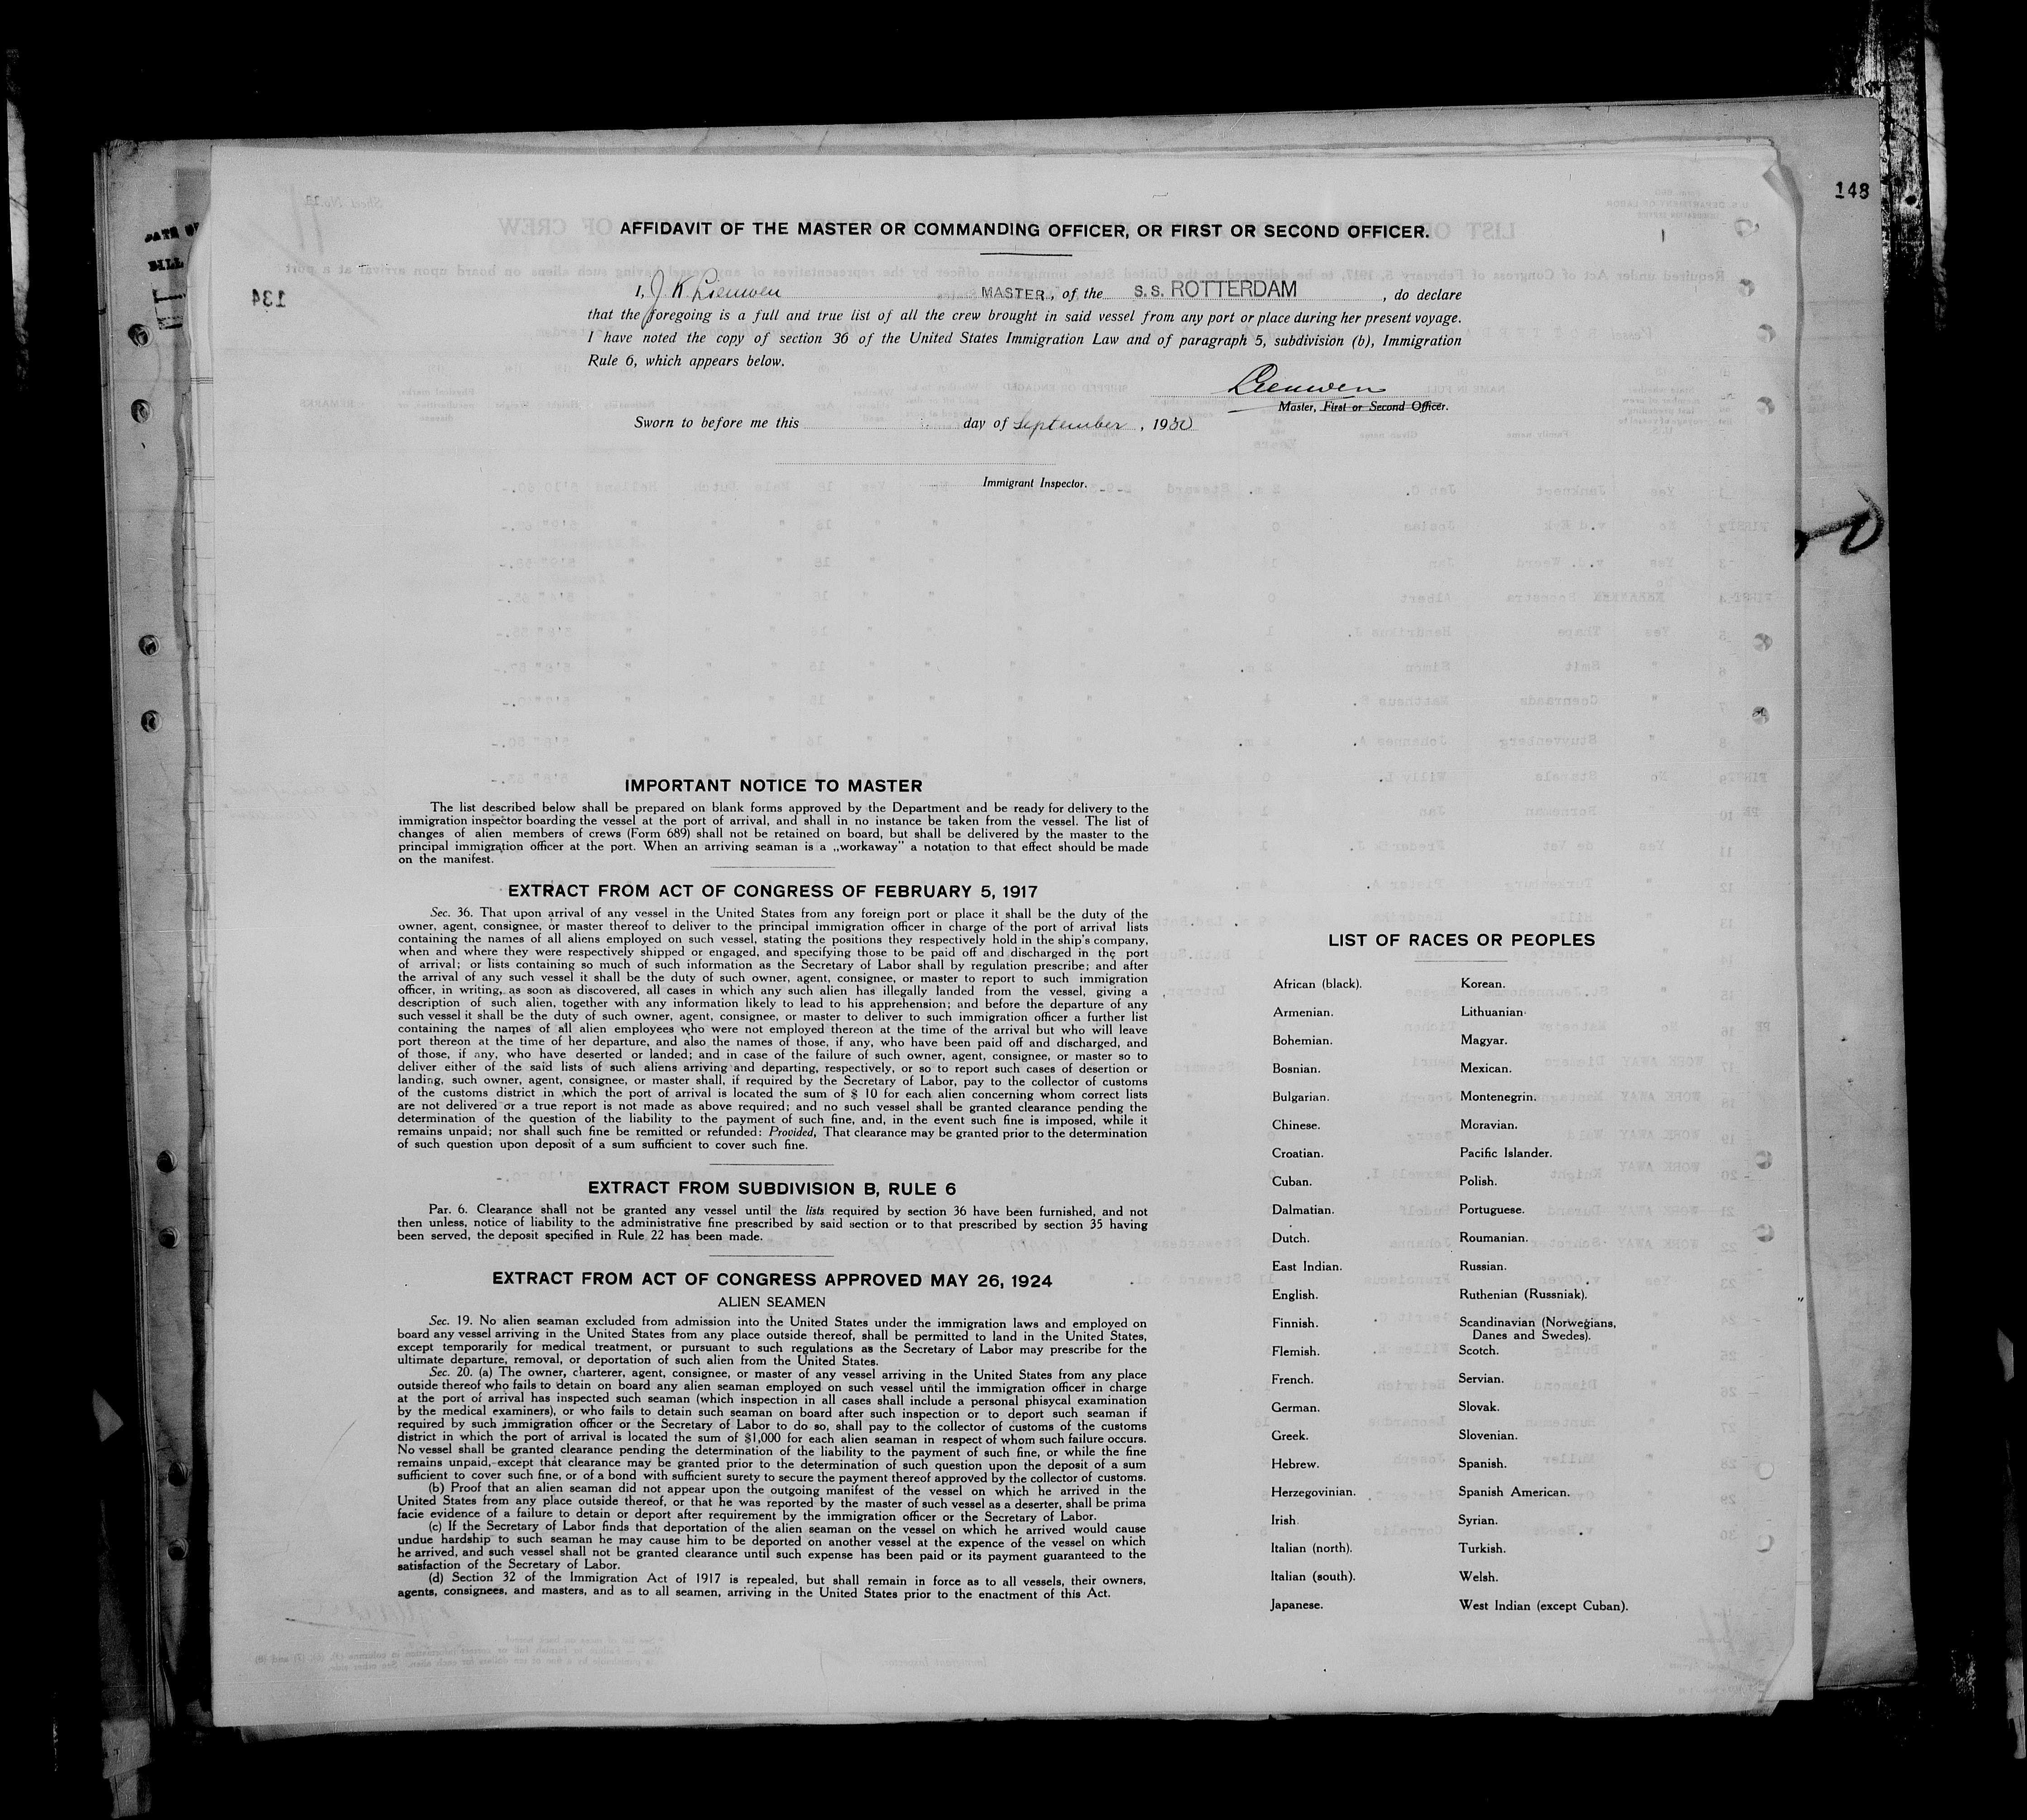 148
AFFIDAVIT OF THE MASTER OR COMMANDING OFFICER, OR FIRST OR SECOND OFFICER.
I, J. K. Lieuwen MASTER, of the S.S. ROTTERDAM, do declare
that the foregoing is a full and true list of all the crew brought in said vessel from any port or place during her present voyage.
I have noted the copy of section 36 of the United States Immigration Law and of paragraph 5, subdivision (b), Immigration
Rule 6, which appears below.
Lieuwen
Master, First or Second Officer.
Sworn to before me this day of September, 1930
Immigrant Inspector.
134
IMPORTANT NOTICE TO MASTER
The list described below shall be prepared on blank forms approved by the Department and be ready for delivery to the
immigration inspector boarding the vessel at the port of arrival, and shall in no instance be taken from the vessel. The list of
changes of alien members of crews (Form 689) shall not be retained on board, but shall be delivered by the master to the
principal immigration officer at the port. When an arriving seaman is a „workaway" a notation to that effect should be made
on the manifest.
EXTRACT FROM ACT OF CONGRESS OF FEBRUARY 5, 1917
Sec. 36. That upon arrival of any vessel in the United States from any foreign port or place it shall be the duty of the
owner, agent, consignee, or master thereof to deliver to the principal immigration officer in charge of the port of arrival lists
containing the names of all aliens employed on such vessel, stating the positions they respectively hold in the ship's company,
when and where they were respectively shipped or engaged, and specifying those to be paid off and discharged in the port
of arrival; or lists containing so much of such information as the Secretary of Labor shall by regulation prescribe; and after
the arrival of any such vessel it shall be the duty of such owner, agent, consignee, or master to report to such immigration
officer, in writing, as soon as discovered, all cases in which any such alien has illegally landed from the vessel, giving a
description of such alien, together with any information likely to lead to his apprehension; and before the departure of any
such vessel it shall be the duty of such owner, agent, consignee, or master to deliver to such immigration officer a further list
containing the names of all alien employees who were not employed thereon at the time of the arrival but who will leave
port thereon at the time of her departure, and also the names of those, if any, who have been paid off and discharged, and
of those, if any, who have deserted or landed; and in case of the failure of such owner, agent, consignee, or master so to
deliver either of the said lists of such aliens arriving and departing, respectively, or so to report such cases of desertion or
landing, such owner, agent, consignee, or master shall, if required by the Secretary of Labor, pay to the collector of customs
of the customs district in which the port of arrival is located the sum of $ 10 for each alien concerning whom correct lists
are not delivered or a true report is not made as above required; and no such vessel shall be granted clearance pending the
determination of the question of the liability to the payment of such fine, and, in the event such fine is imposed, while it
remains unpaid; nor shall such fine be remitted or refunded: Provided, That clearance may be granted prior to the determination
of such question upon deposit of a sum sufficient to cover such fine.
EXTRACT FROM SUBDIVISION B, RULE 6
Par. 6. Clearance shall not be granted any vessel until the lists required by section 36 have been furnished, and not
then unless, notice of liability to the administrative fine prescribed by said section or to that prescribed by section 35 having
been served, the deposit specified in Rule 22 has been made.
EXTRACT FROM ACT OF CONGRESS APPROVED MAY 26, 1924
ALIEN SEAMEN
Sec. 19. No alien seaman excluded from admission into the United States under the immigration laws and employed on
board any vessel arriving in the United States from any place outside thereof, shall be permitted to land in the United States,
except temporarily for medical treatment, or pursuant to such regulations as the Secretary of Labor may prescribe for the
ultimate departure, removal, or deportation of such alien from the United States.
Sec. 20. (a) The owner, charterer, agent, consignee, or master of any vessel arriving in the United States from any place
outside thereof who fails to detain on board any alien seaman employed on such vessel until the immigration officer in charge
at the port of arrival has inspected such seaman (which inspection in all cases shall include a personal phisycal examination
by the medical examiners), or who fails to detain such seaman on board after such inspection or to deport such seaman if
required by such immigration officer or the Secretary of Labor to do so, shall pay to the collector of customs of the customs
district in which the port of arrival is located the sum of $1,000 for each alien seaman in respect of whom such failure occurs.
No vessel shall be granted clearance pending the determination of the liability to the payment of such fine, or while the fine
remains unpaid, except that clearance may be granted prior to the determination of such question upon the deposit of a sum
sufficient to cover such fine, or of a bond with sufficient surety to secure the payment thereof approved by the collector of customs.
(b) Proof that an alien seaman did not appear upon the outgoing manifest of the vessel on which he arrived in the
United States from any place outside thereof, or that he was reported by the master of such vessel as a deserter, shall be prima
facie evidence of a failure to detain or deport after requirement by the immigration officer or the Secretary of Labor.
(c) If the Secretary of Labor finds that deportation of the alien seaman on the vessel on which he arrived would cause
undue hardship to such seaman he may cause him to be deported on another vessel at the expence of the vessel on which
he arrived, and such vessel shall not be granted clearance until such expense has been paid or its payment guaranteed to the
satisfaction of the Secretary of Labor.
(d) Section 32 of the Immigration Act of 1917 is repealed, but shall remain in force as to all vessels, their owners,
agents, consignees, and masters, and as to all seamen, arriving in the United States prior to the enactment of this Act.
LIST OF RACES OR PEOPLES
African (black).
Armenian.
Bohemian.
Bosnian.
Bulgarian.
Chinese.
Croatian.
Cuban.
Dalmatian.
Dutch.
East Indian.
English.
Finnish.
Flemish.
French.
German.
Greek.
Hebrew.
Herzegovinian.
Irish.
Italian (north).
Italian (south).
Japanese.
Korean.
Lithuanian.
Magyar.
Mexican.
Montenegrin.
Moravian.
Pacific Islander.
Polish.
Portuguese.
Roumanian.
Russian.
Ruthenian (Russniak).
Scandinavian (Norwegians,
Danes and Swedes).
Scotch.
Servian.
Slovak.
Slovenian.
Spanish.
Spanish American.
Syrian.
Turkish.
Welsh.
West Indian (except Cuban).